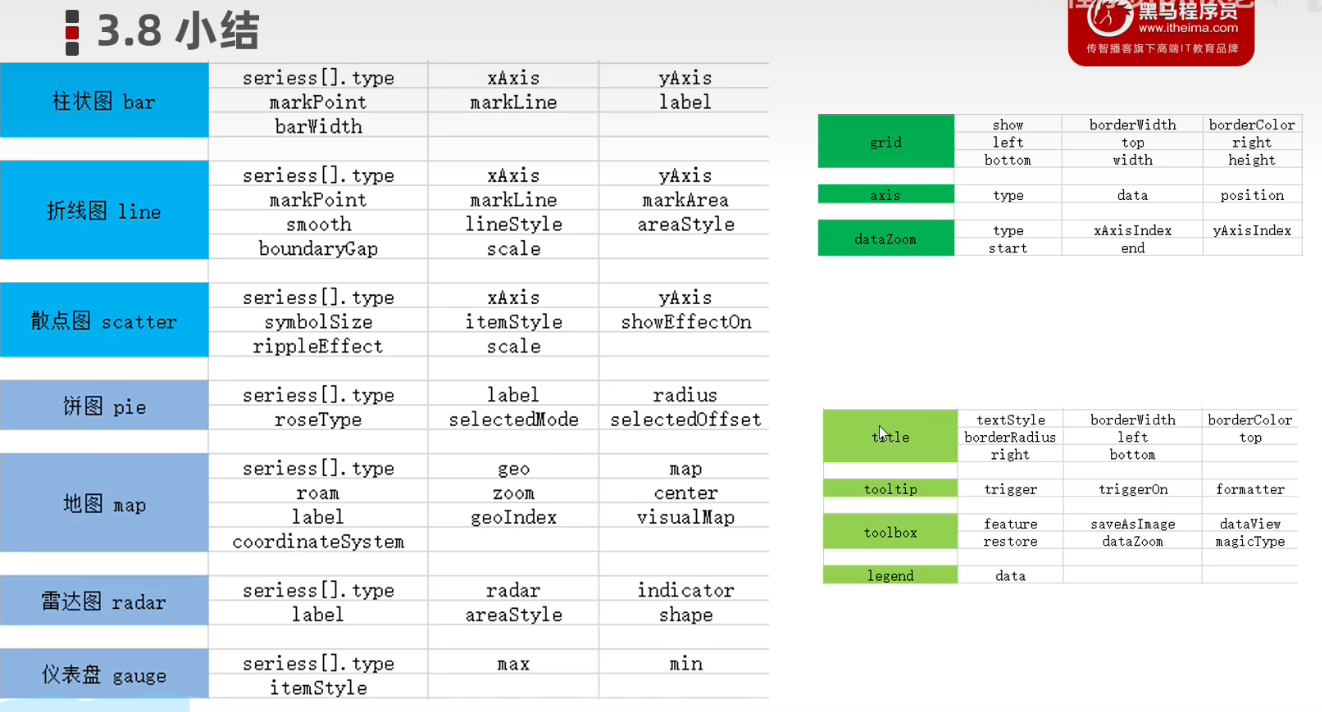 3.8 小结
黑马程序员
www.itheima.com
传智播客旗下高端IT教育品牌
柱状图 bar
seriess[].type xAxis yAxis
markPoint markLine label
barWidth
折线图 line
seriess[].type xAxis yAxis
markPoint markLine markArea
smooth lineStyle areaStyle
boundaryGap scale
散点图 scatter
seriess[].type xAxis yAxis
symbolSize itemStyle showEffectOn
rippleEffect scale
饼图 pie
seriess[].type label radius
roseType selectedMode selectedOffset
地图 map
seriess[].type geo map
roam zoom center
label geoIndex visualMap
coordinateSystem
雷达图 radar
seriess[].type radar indicator
label areaStyle shape
仪表盘 gauge
seriess[].type max min
itemStyle
grid
show borderWidth borderColor
left top right
bottom width height
axis type data position
dataZoom
type xAxisIndex yAxisIndex
start end
title
textStyle borderWidth borderColor
borderRadius left top
right bottom
tooltip trigger triggerOn formatter
toolbox
feature saveAsImage dataView
restore dataZoom magicType
legend data